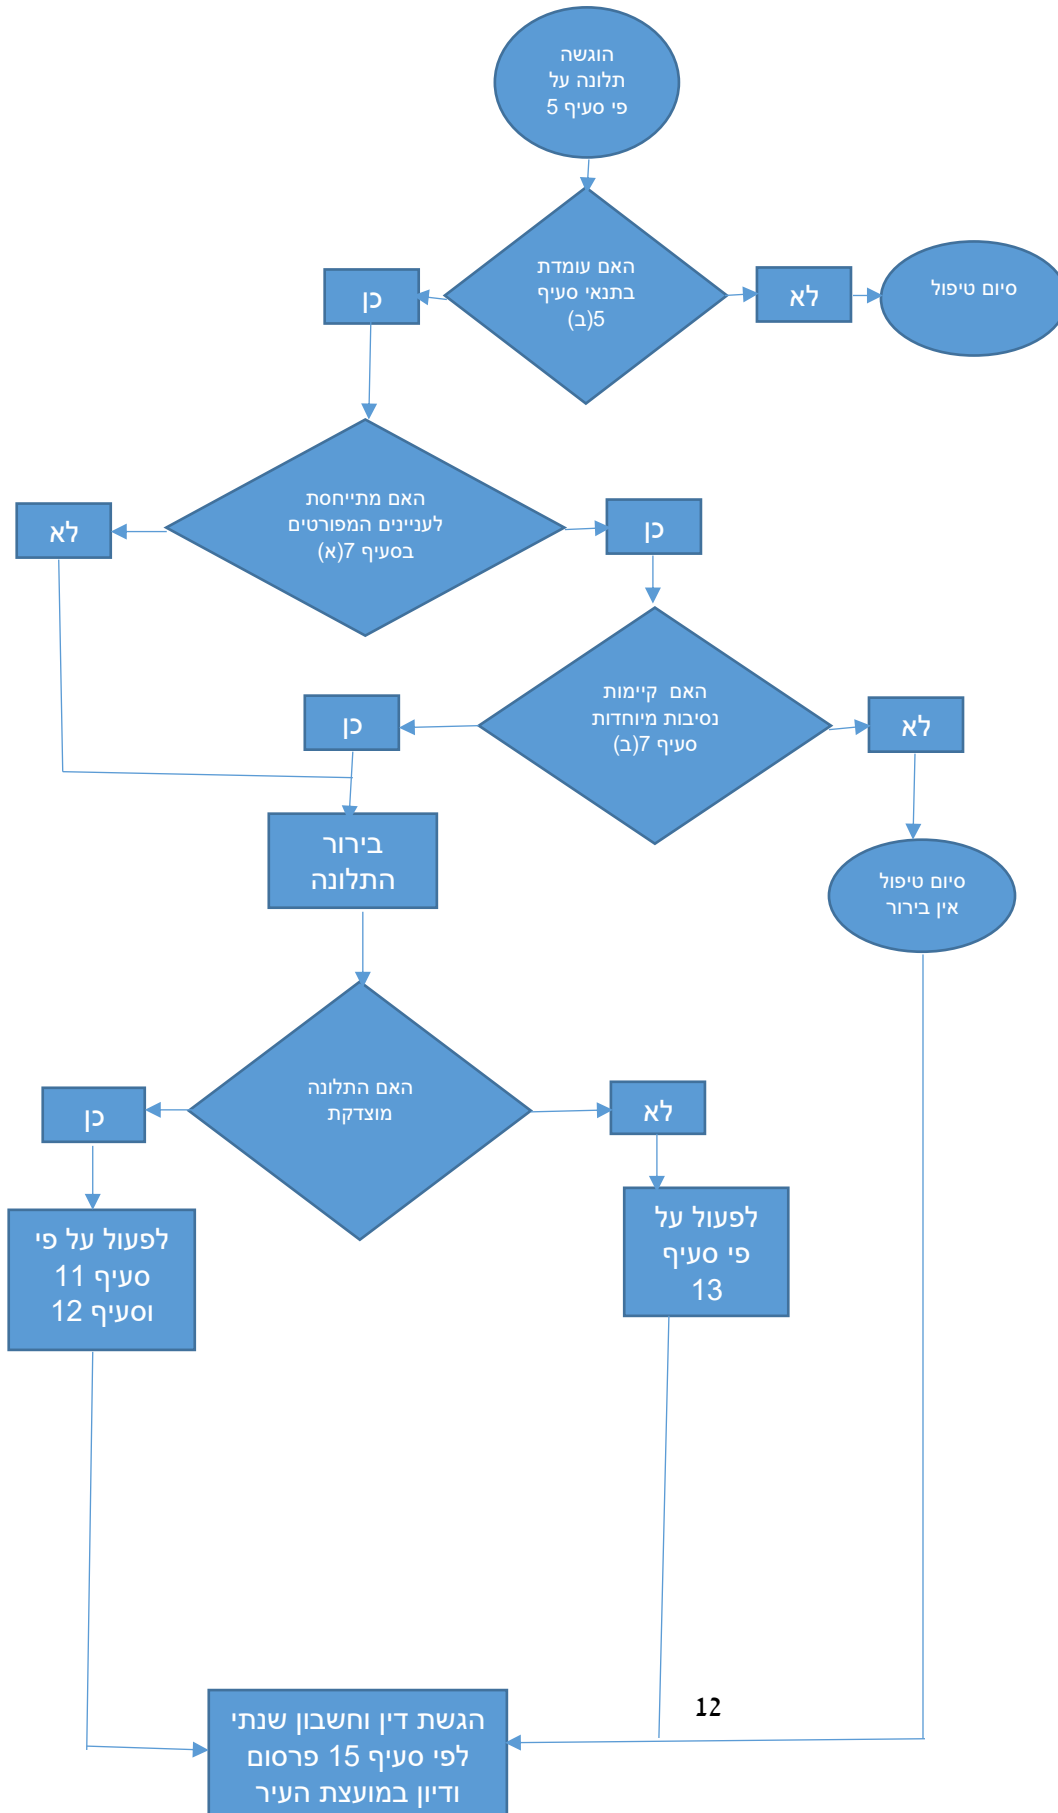 הוגשה
תלונה על
פי סעיף 5
האם עומדת
בתנאי סעיף
5(ב)
כן
לא
סיום טיפול
האם מתייחסת
לעניינים המפורטים
בסעיף 7(א)
לא
כן
האם קיימות
נסיבות מיוחדות
סעיף 7(ב)
כן
לא
בירור
התלונה
סיום טיפול
אין בירור
האם התלונה
מוצדקת
כן
לא
לפעול על פי
סעיף 11
וסעיף 12
לפעול על
פי סעיף
13
12
הגשת דין וחשבון שנתי
לפי סעיף 15 פרסום
ודיון במועצת העיר